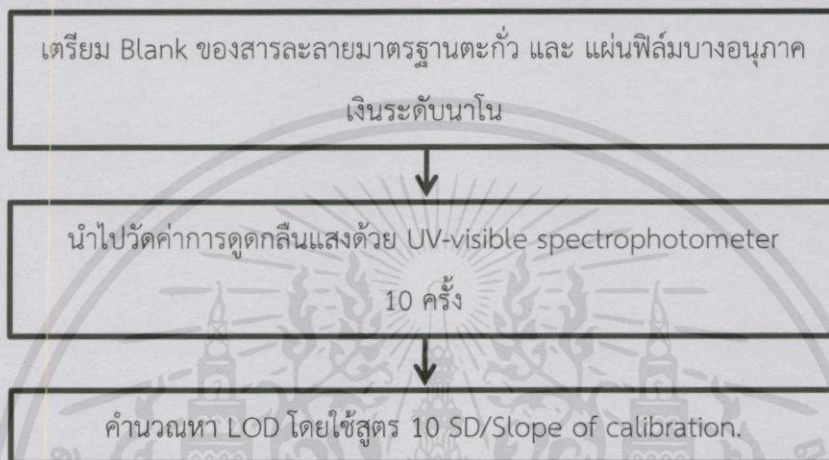 เตรียม Blank ของสารละลายมาตรฐานตะกั่ว และ แผ่นฟิล์มบางอนุภาค
เงินระดับนาโน
นำไปวัดค่าการดูดกลืนแสงด้วย UV-visible spectrophotometer
10 ครั้ง
คำนวณหา LOD โดยใช้สูตร 10 SD/Slope of calibration.